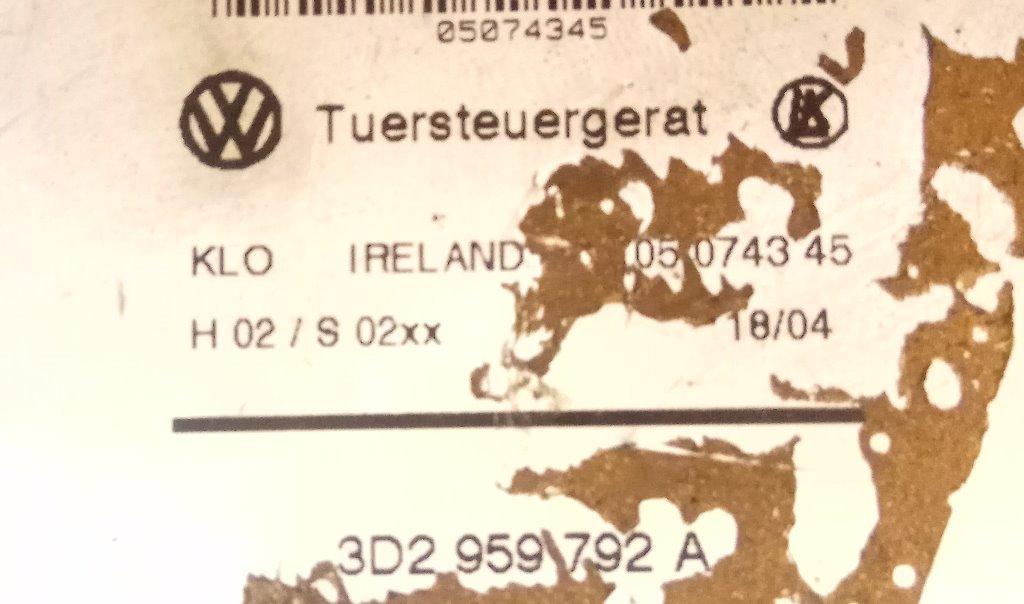 05074345
Tuersteuergerat
KLO IRELAND 05 0743 45
H 02 / S 02xx 18/04
3D2 959 792 A